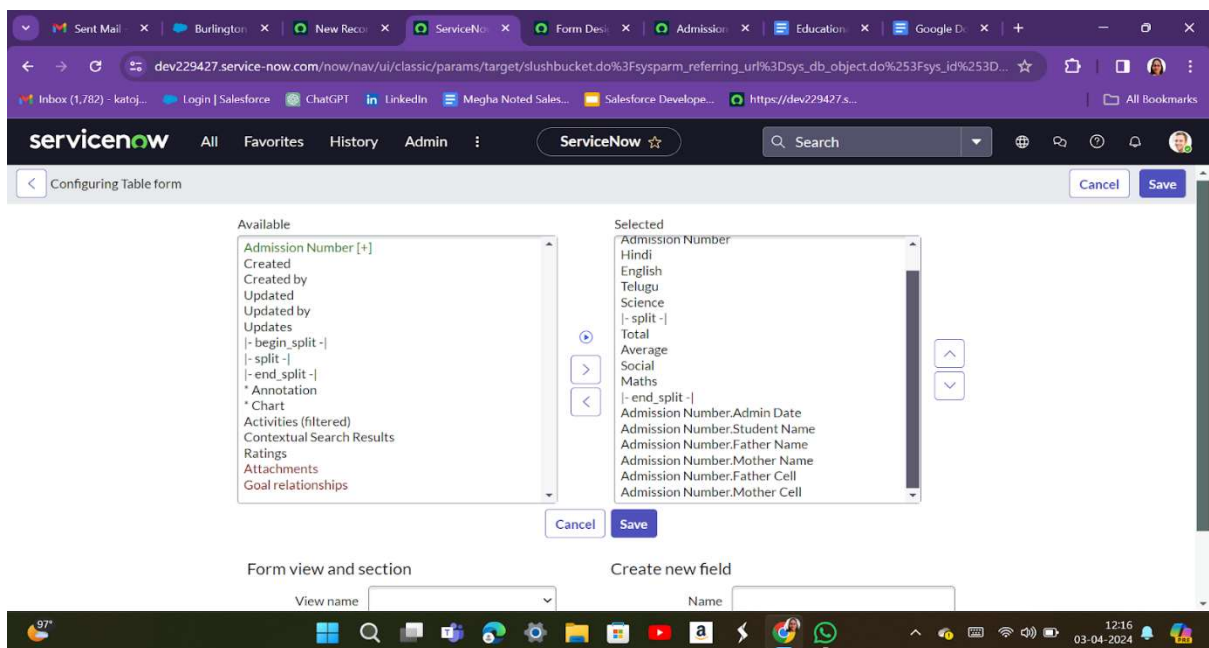 Sent Mail
Burlington
New Recor
ServiceNo
Form Desi
Admission
Education
Google Do
dev229427.service-now.com/now/nav/ui/classic/params/target/slushbucket.do%3Fsysparm_referring_url%3Dsys_db_object.do%253Fsys_id%253D...
Inbox (1,782) - katoj...
Login | Salesforce
ChatGPT
LinkedIn
Megha Noted Sales...
Salesforce Develope...
https://dev229427.s...
All Bookmarks
servicenow
All
Favorites
History
Admin
ServiceNow
Search
Configuring Table form
Cancel
Save
Available
Admission Number [+]
Created
Created by
Updated
Updated by
Updates
|- begin_split -|
|- split -|
|- end_split -|
* Annotation
* Chart
Activities (filtered)
Contextual Search Results
Ratings
Attachments
Goal relationships
Selected
Admission Number
Hindi
English
Telugu
Science
|- split -|
Total
Average
Social
Maths
|- end_split -|
Admission Number.Admin Date
Admission Number.Student Name
Admission Number.Father Name
Admission Number.Mother Name
Admission Number.Father Cell
Admission Number.Mother Cell
Cancel
Save
Form view and section
View name
Create new field
Name
97°
12:16
03-04-2024